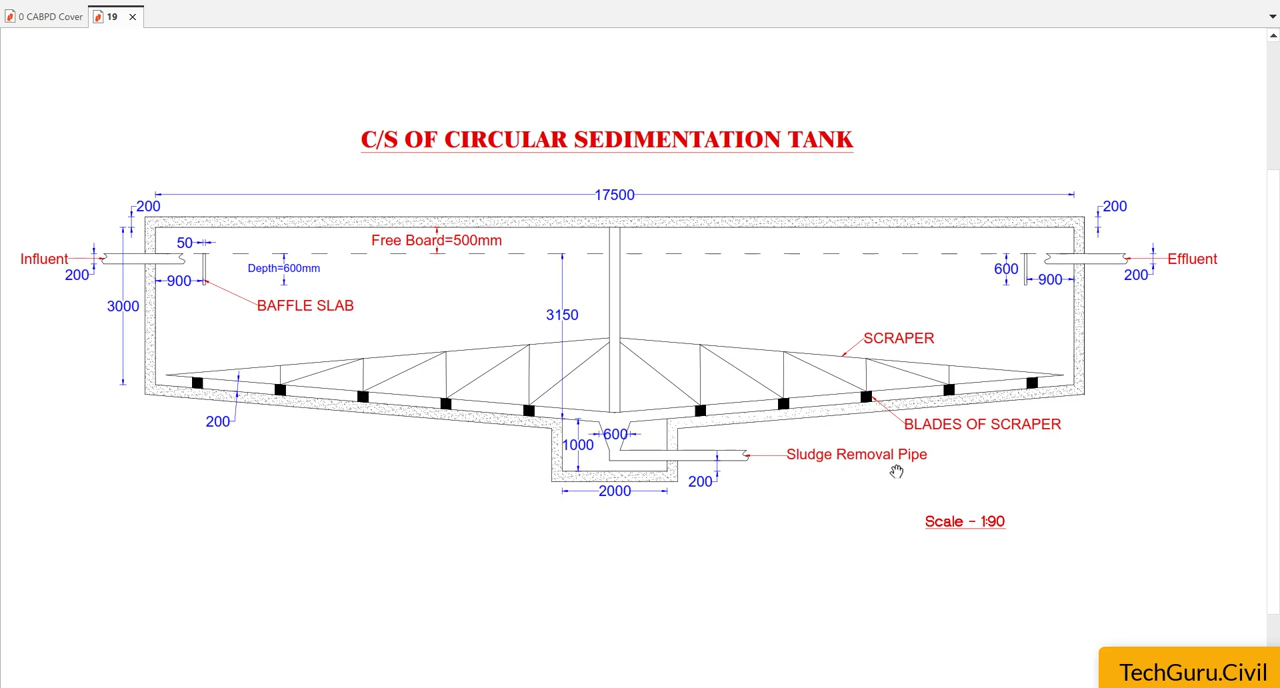 0 CABPD Cover
19
C/S OF CIRCULAR SEDIMENTATION TANK
17500
200
200
50
Free Board=500mm
Influent
Effluent
200
900
Depth=600mm
600
900
200
3000
BAFFLE SLAB
3150
SCRAPER
200
BLADES OF SCRAPER
1000
600
Sludge Removal Pipe
200
2000
Scale - 1:90
TechGuru.Civil